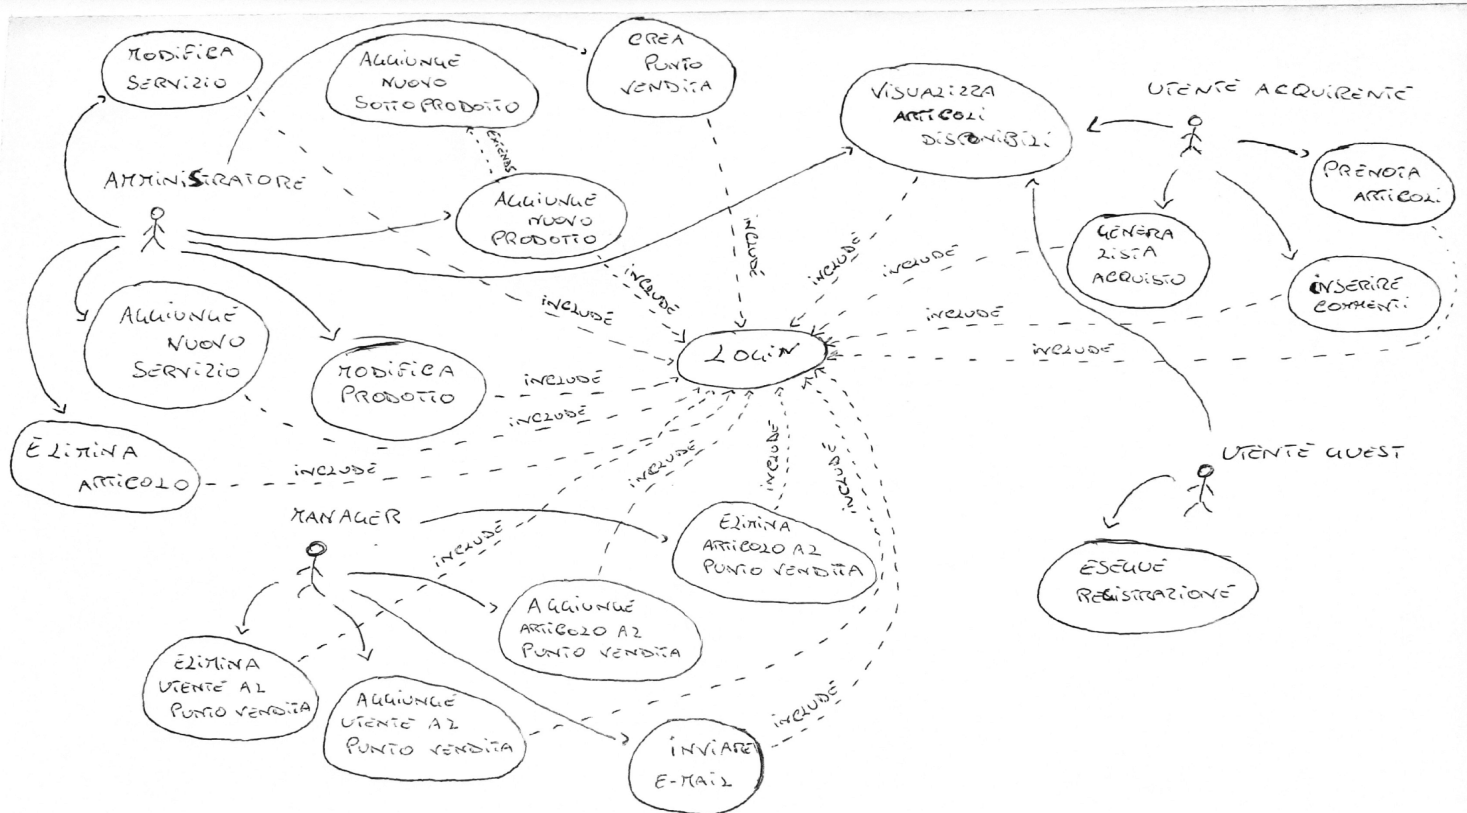 MODIFICA
SERVIZIO
AGGIUNGE
NUOVO
SOTTOPRODOTTO
CREA
PUNTO
VENDITA
VISUALIZZA
ARTICOLI
DISPONIBILI
UTENTE ACQUIRENTE
PRENOTA
ARTICOLI
AMMINISTRATORE
EXTENDS
AGGIUNGE
NUOVO
PRODOTTO
GENERA
LISTA
ACQUISTO
INSERIRE
COMMENTI
INCLUDE
INCLUDE
INCLUDE
INCLUDE
INCLUDE
INCLUDE
INCLUDE
AGGIUNGE
NUOVO
SERVIZIO
MODIFICA
PRODOTTO
LOGIN
INCLUDE
INCLUDE
INCLUDE
ELIMINA
ARTICOLO
INCLUDE
INCLUDE
INCLUDE
INCLUDE
UTENTE GUEST
MANAGER
ELIMINA
ARTICOLO AL
PUNTO VENDITA
ESEGUE
REGISTRAZIONE
AGGIUNGE
ARTICOLO AL
PUNTO VENDITA
ELIMINA
UTENTE AL
PUNTO VENDITA
AGGIUNGE
UTENTE AL
PUNTO VENDITA
INCLUDE
INVIARE
E-MAIL